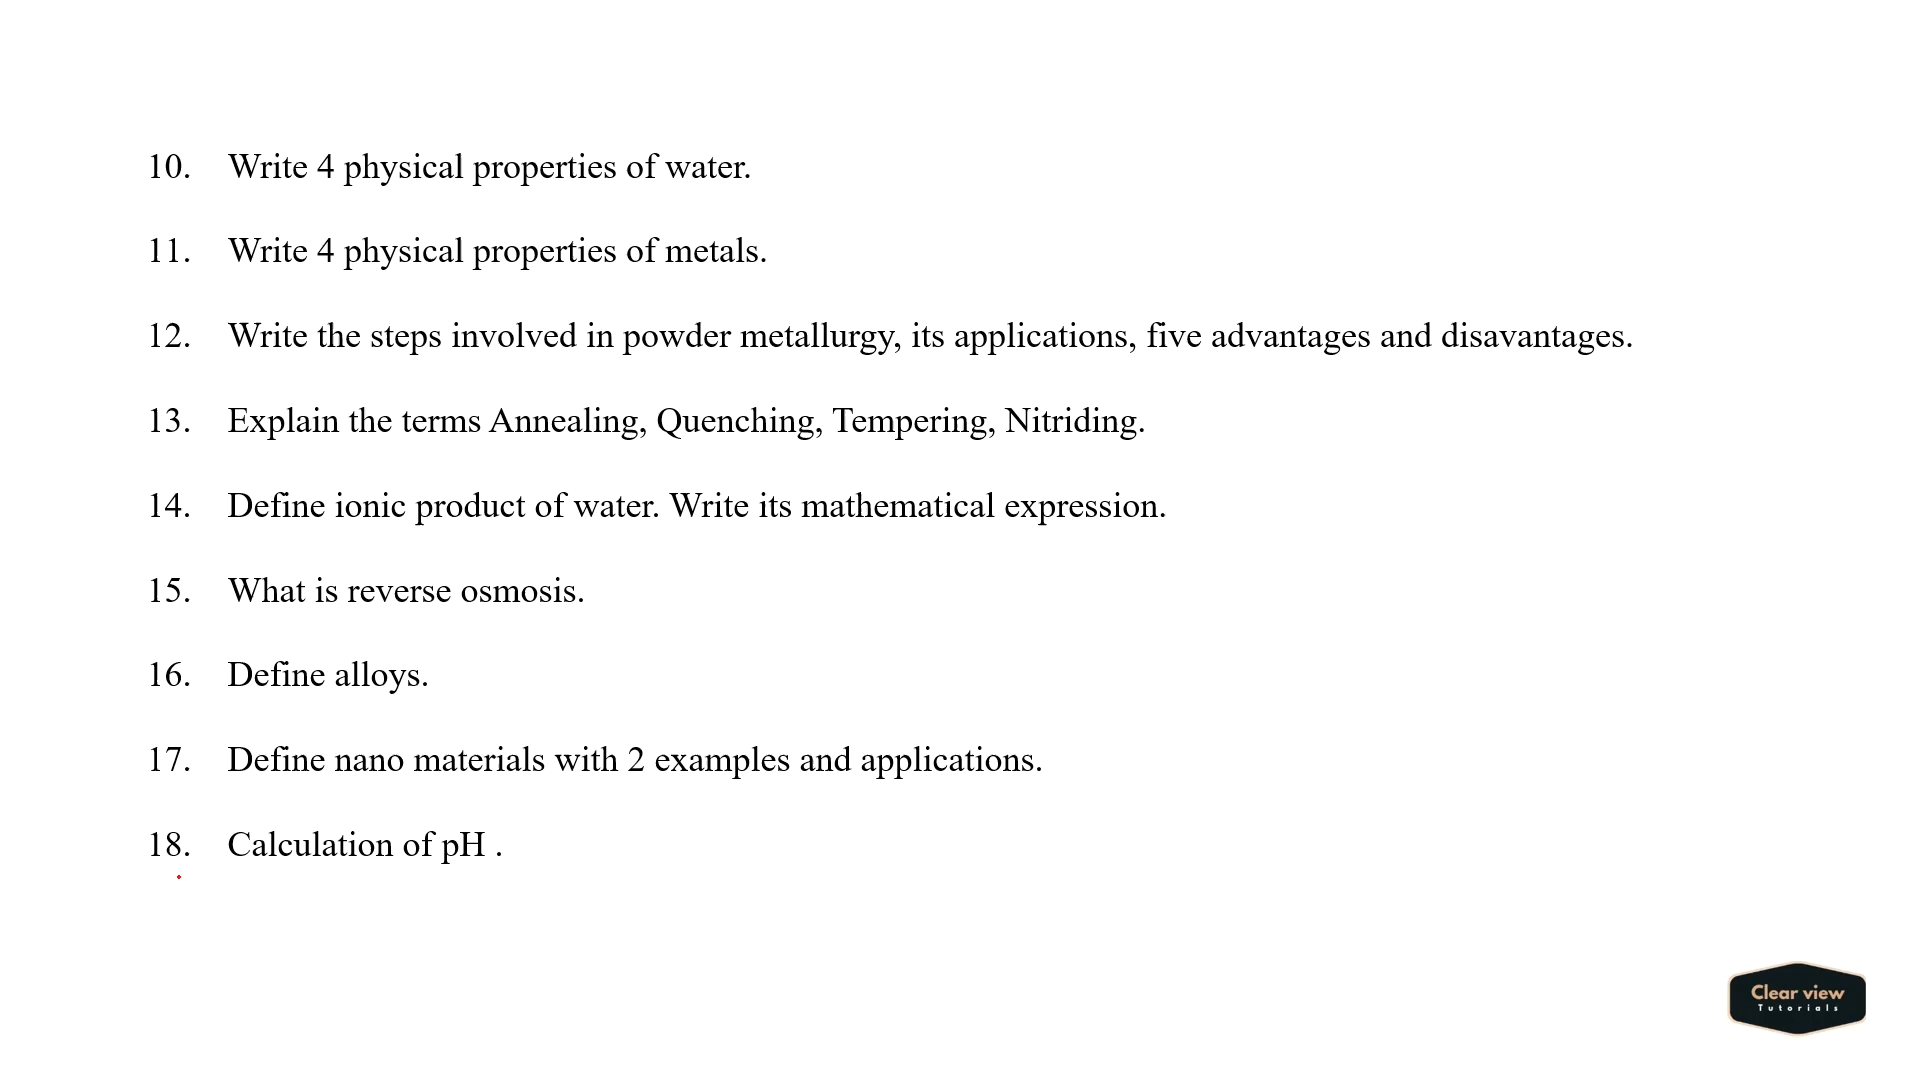 10. Write 4 physical properties of water.
11. Write 4 physical properties of metals.
12. Write the steps involved in powder metallurgy, its applications, five advantages and disavantages.
13. Explain the terms Annealing, Quenching, Tempering, Nitriding.
14. Define ionic product of water. Write its mathematical expression.
15. What is reverse osmosis.
16. Define alloys.
17. Define nano materials with 2 examples and applications.
18. Calculation of pH .
Clear view
Tutorials